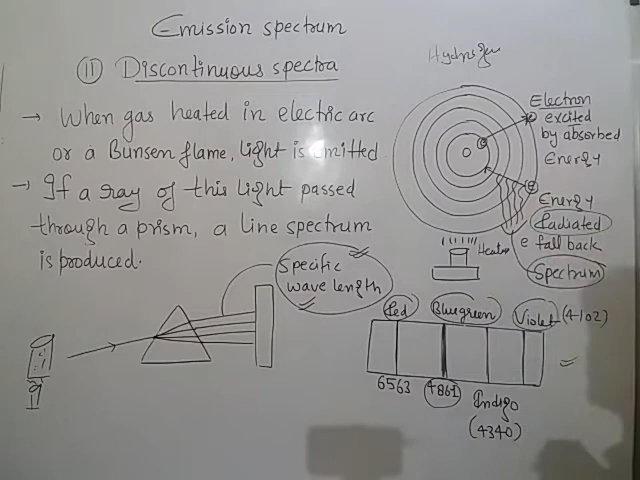 Emission spectrum
(11) Discontinuous spectra
→ When gas heated in electric arc
or a Bunsen flame, light is emitted
→ If a ray of this light passed
through a prism, a line spectrum
is produced.
Specific
wave length
Hydrogen
Electron
excited
by absorbed
Energy
Energy
Radiated
e fall back
Spectrum
Heat
Red
Bluegreen
Violet (4102)
6563
4861
Indigo
(4340)